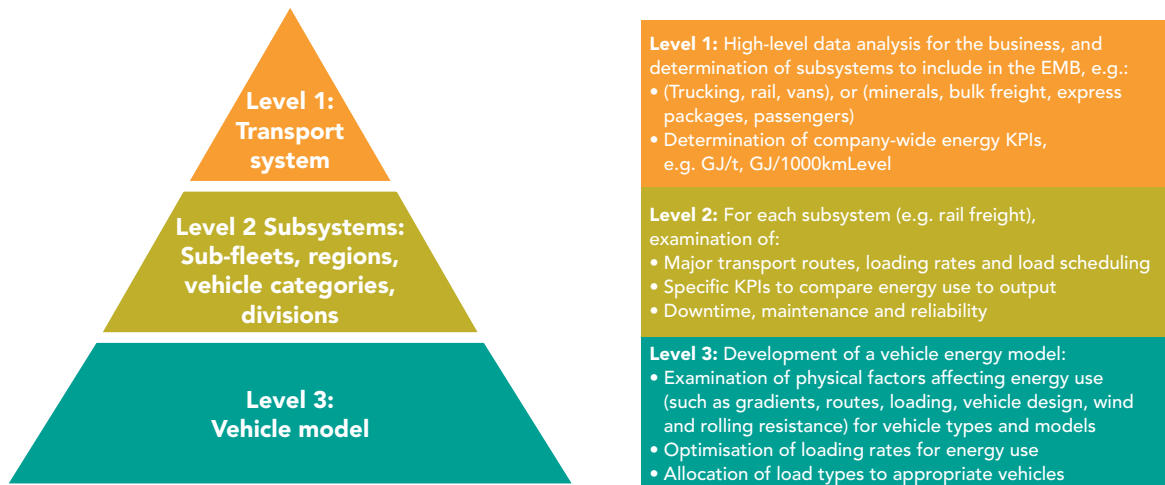 Level 1:
Transport
system
Level 2 Subsystems:
Sub-fleets, regions,
vehicle categories,
divisions
Level 3:
Vehicle model
Level 1: High-level data analysis for the business, and
determination of subsystems to include in the EMB, e.g.:
• (Trucking, rail, vans), or (minerals, bulk freight, express
packages, passengers)
• Determination of company-wide energy KPIs,
e.g. GJ/t, GJ/1000kmLevel
Level 2: For each subsystem (e.g. rail freight),
examination of:
• Major transport routes, loading rates and load scheduling
• Specific KPIs to compare energy use to output
• Downtime, maintenance and reliability
Level 3: Development of a vehicle energy model:
• Examination of physical factors affecting energy use
(such as gradients, routes, loading, vehicle design, wind
and rolling resistance) for vehicle types and models
• Optimisation of loading rates for energy use
• Allocation of load types to appropriate vehicles